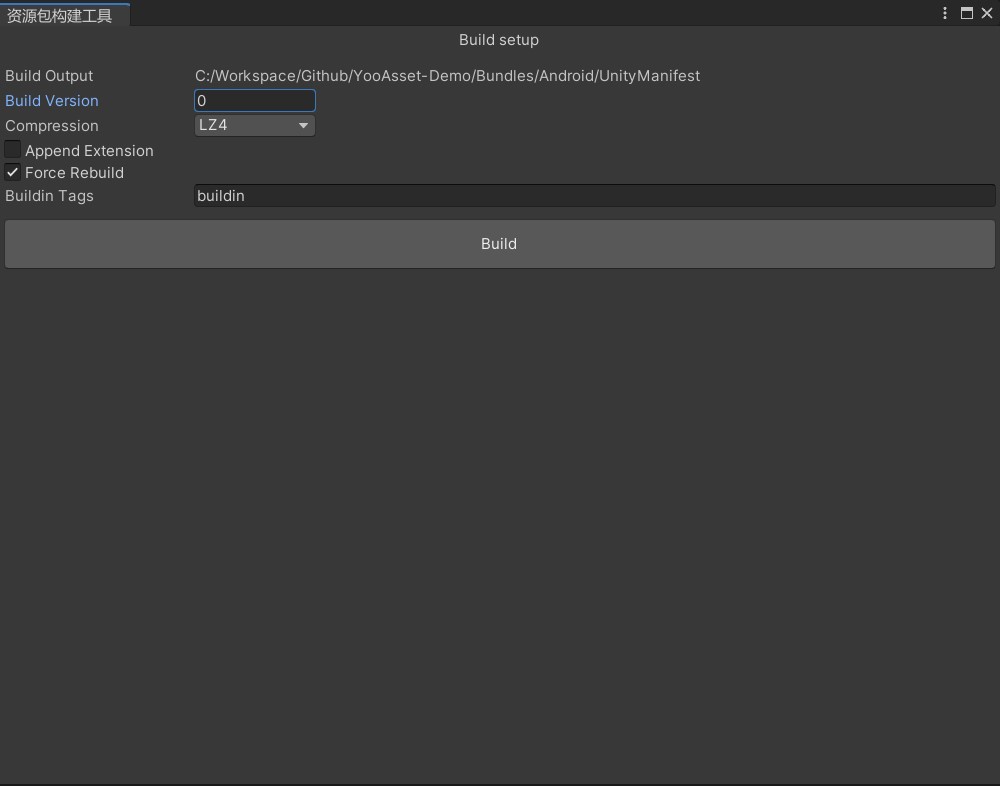 资源包构建工具
Build setup
Build Output C:/Workspace/Github/YooAsset-Demo/Bundles/Android/UnityManifest
Build Version 0
Compression LZ4
Append Extension
Force Rebuild
Buildin Tags buildin
Build